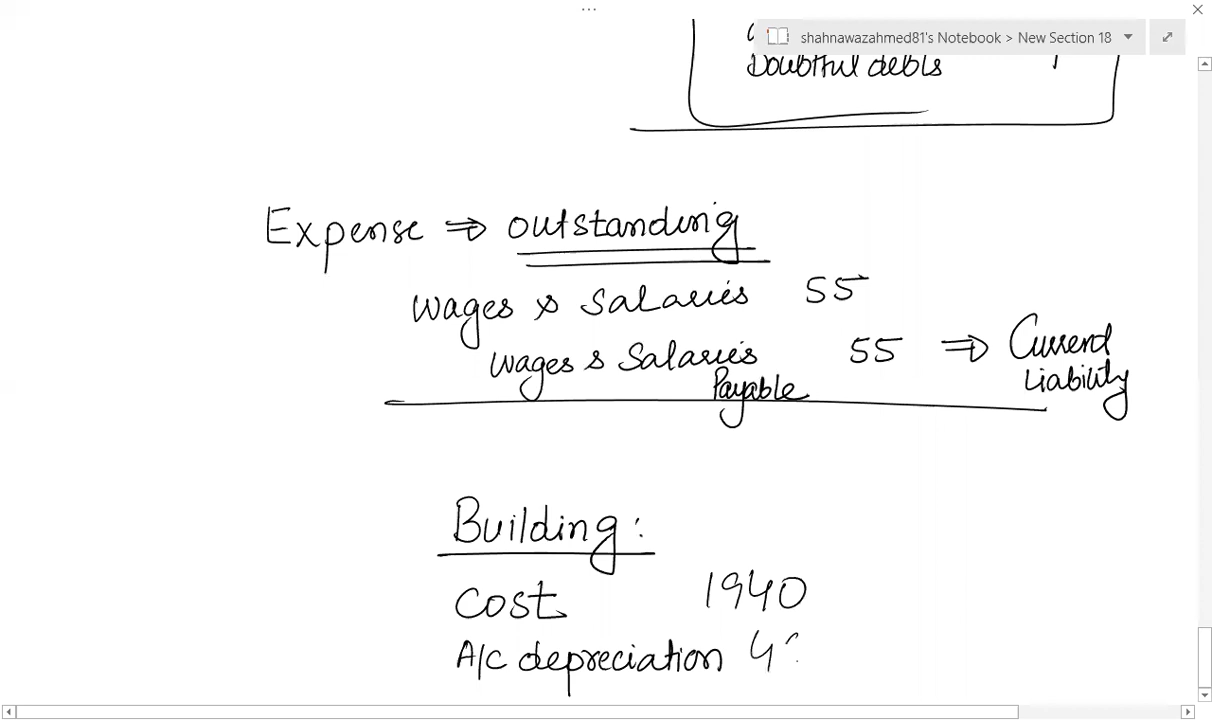 shahnawazahmed81's Notebook > New Section 18
Doubtful debts
Expense ⇒ outstanding
wages & Salaries 55
wages & Salaries Payable 55 ⇒ Current Liability
Building:
Cost 1940
A/C depreciation 4